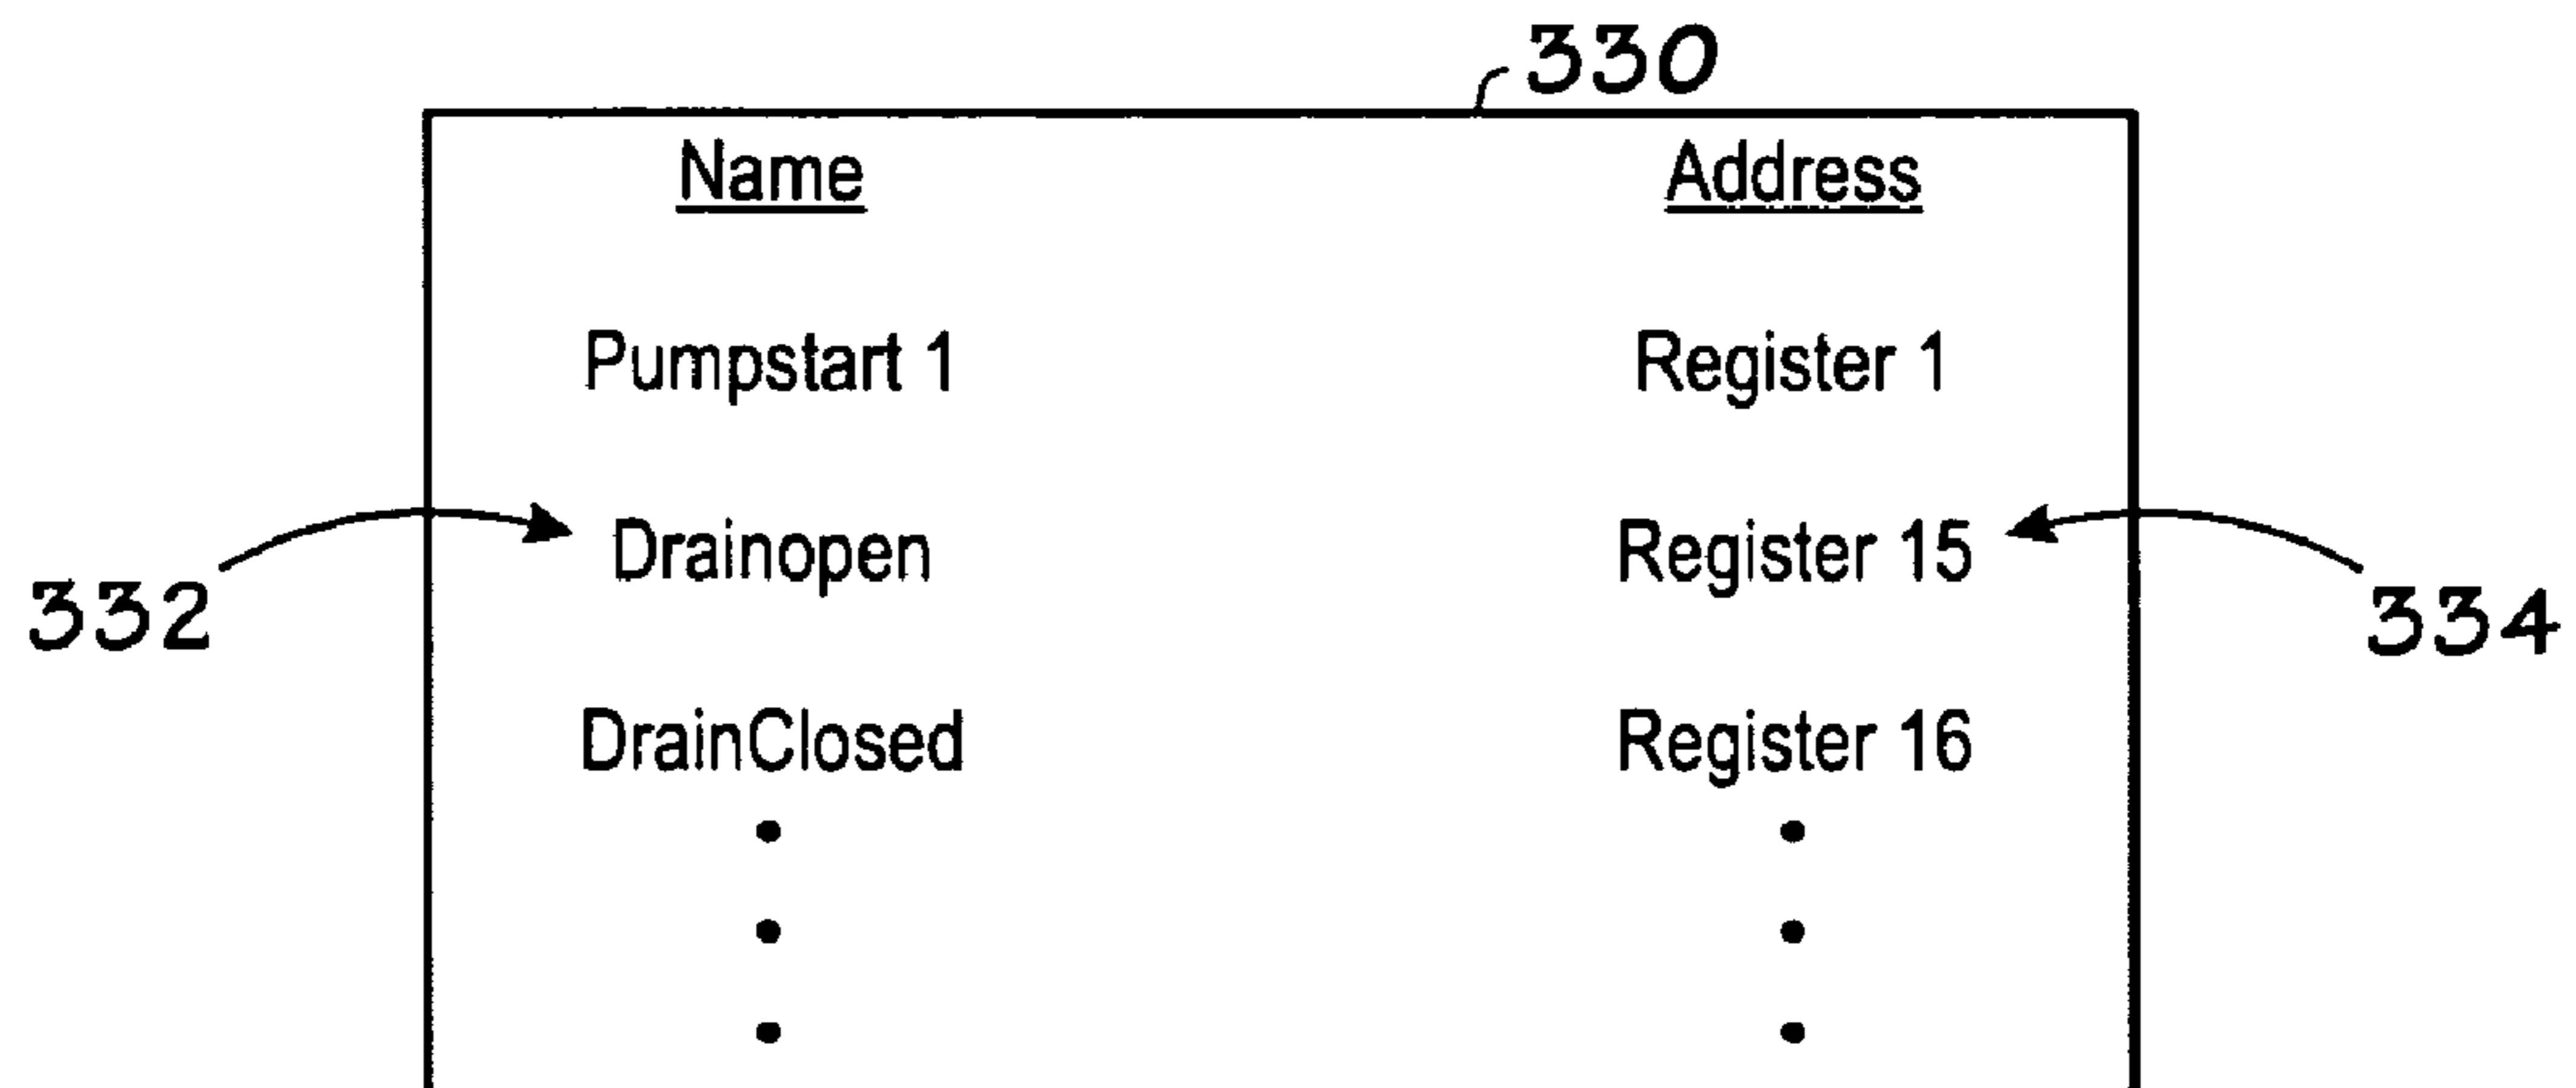 330
Name Address
Pumpstart 1 Register 1
Drainopen Register 15
332 334
DrainClosed Register 16